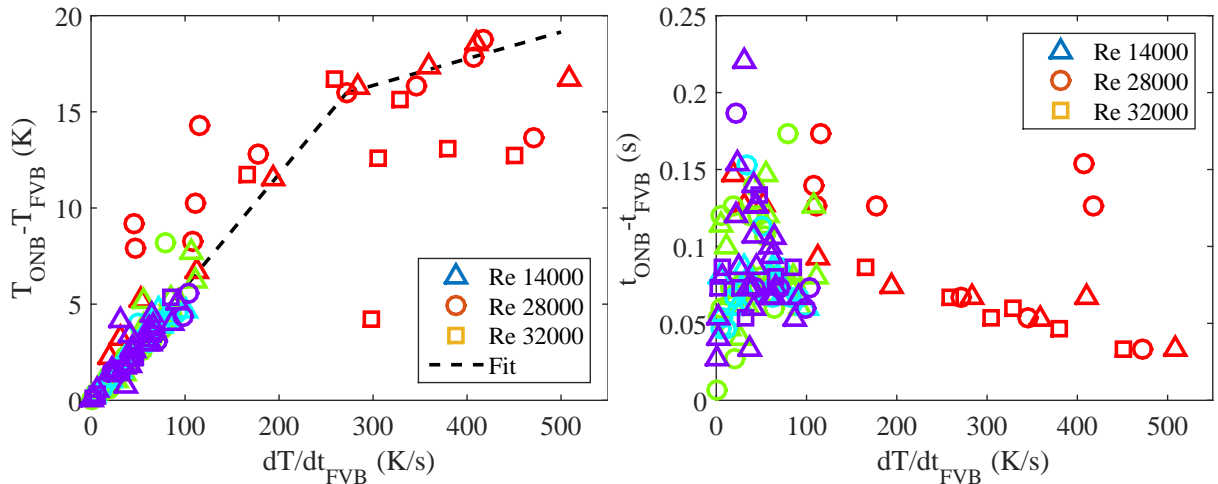 20
15
10
5
0
0 100 200 300 400 500
T_ONB-T_FVB (K)
dT/dt_FVB (K/s)
Re 14000
Re 28000
Re 32000
Fit
0.25
0.2
0.15
0.1
0.05
0
0 100 200 300 400 500
t_ONB-t_FVB (s)
dT/dt_FVB (K/s)
Re 14000
Re 28000
Re 32000